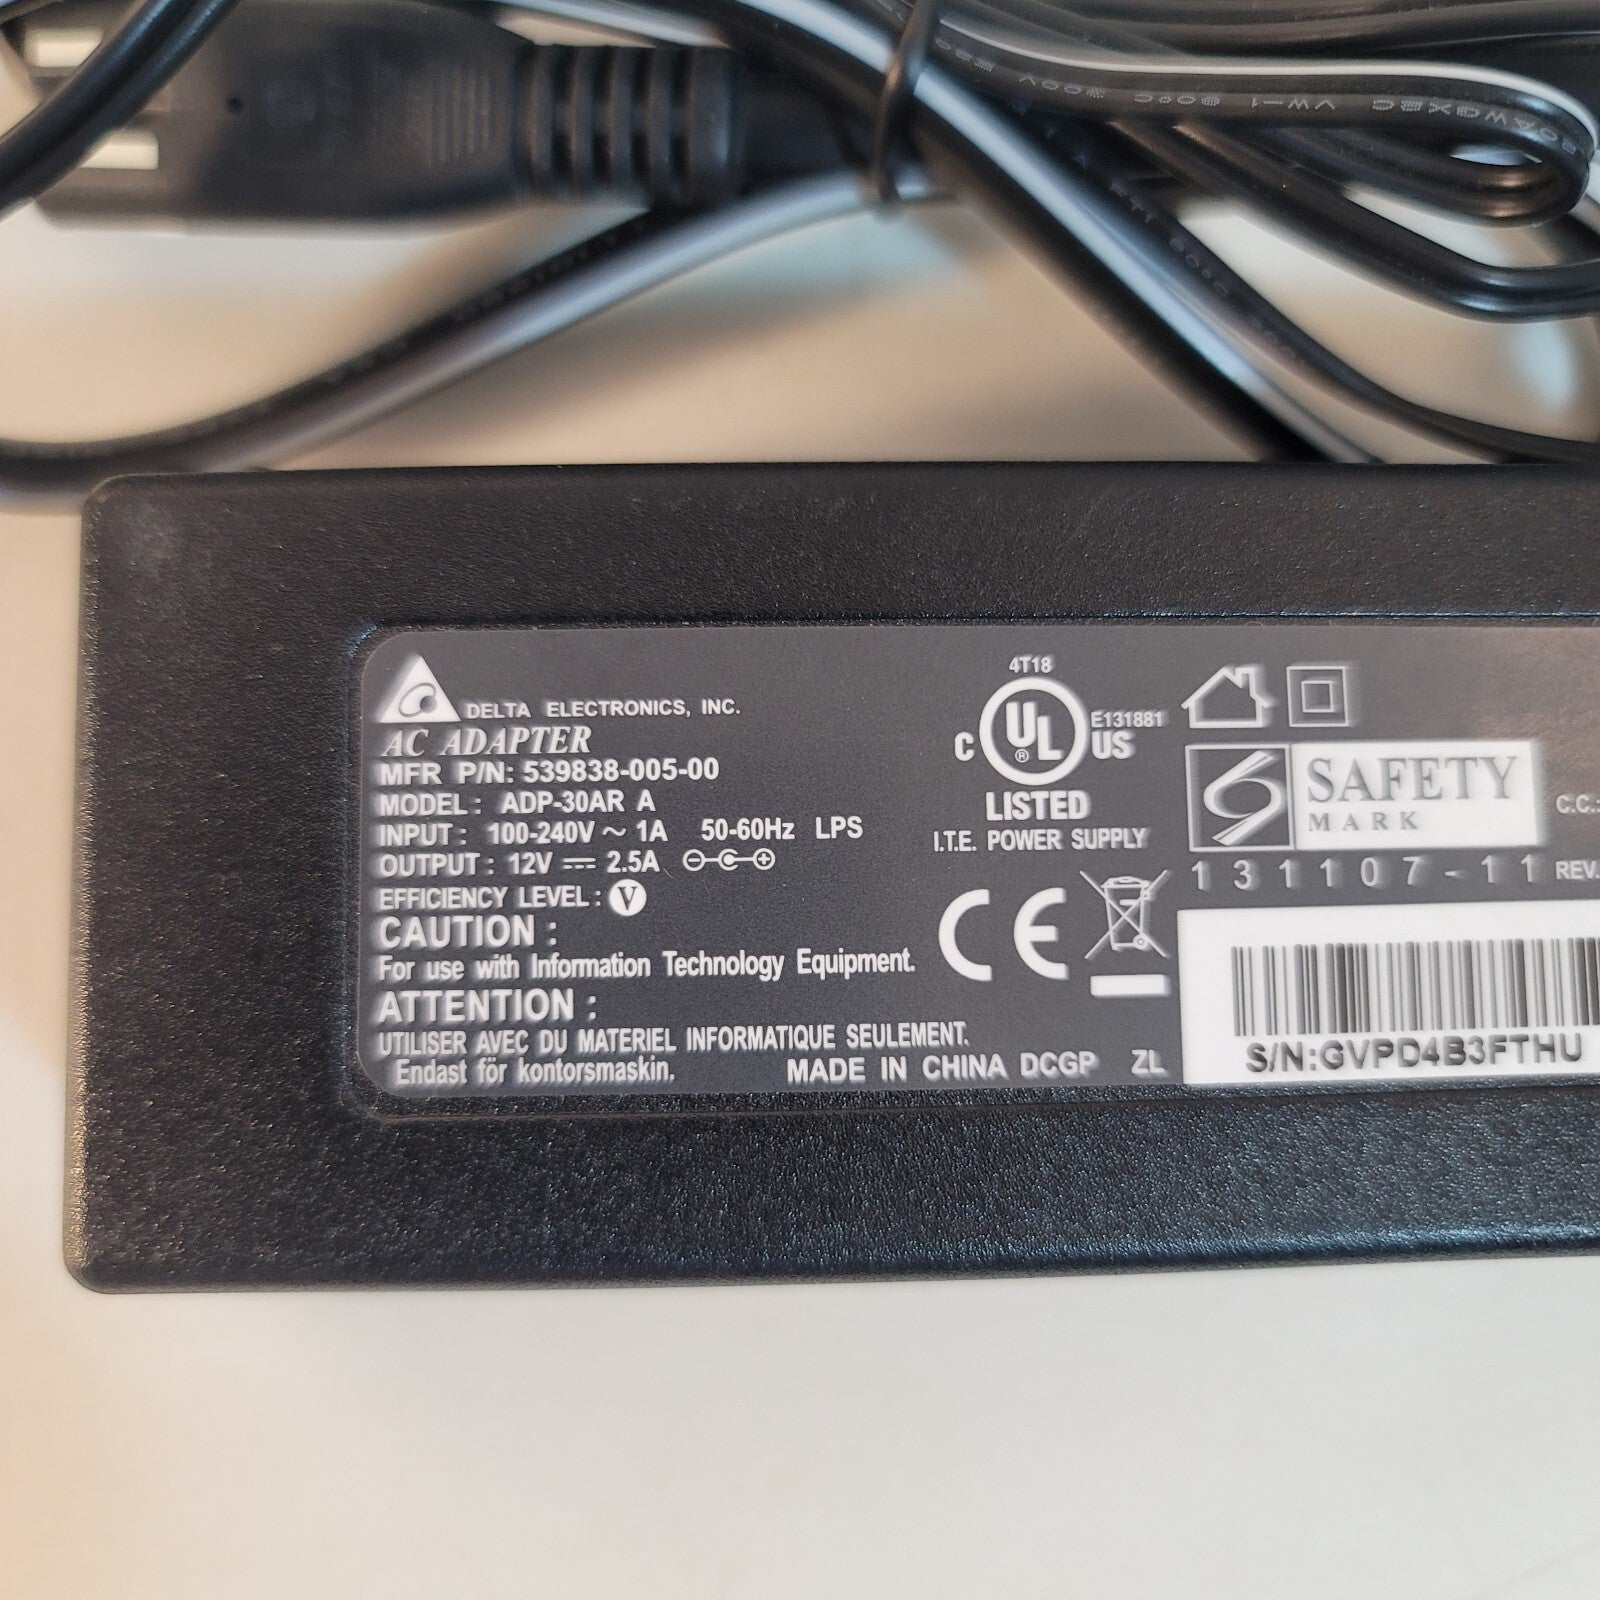 VW-1
DELTA ELECTRONICS, INC.
AC ADAPTER
MFR P/N: 539838-005-00
MODEL : ADP-30AR A
INPUT : 100-240V ~ 1A 50-60Hz LPS
OUTPUT : 12V ⎓ 2.5A
EFFICIENCY LEVEL : V
CAUTION :
For use with Information Technology Equipment.
ATTENTION :
UTILISER AVEC DU MATERIEL INFORMATIQUE SEULEMENT.
Endast för kontorsmaskin.
MADE IN CHINA DCGP ZL
4T18
C UL ® US
E131881
LISTED
I.T.E. POWER SUPPLY
CE
SAFETY
MARK
131107-11
C.C.:
REV.
S/N:GVPD4B3FTHU